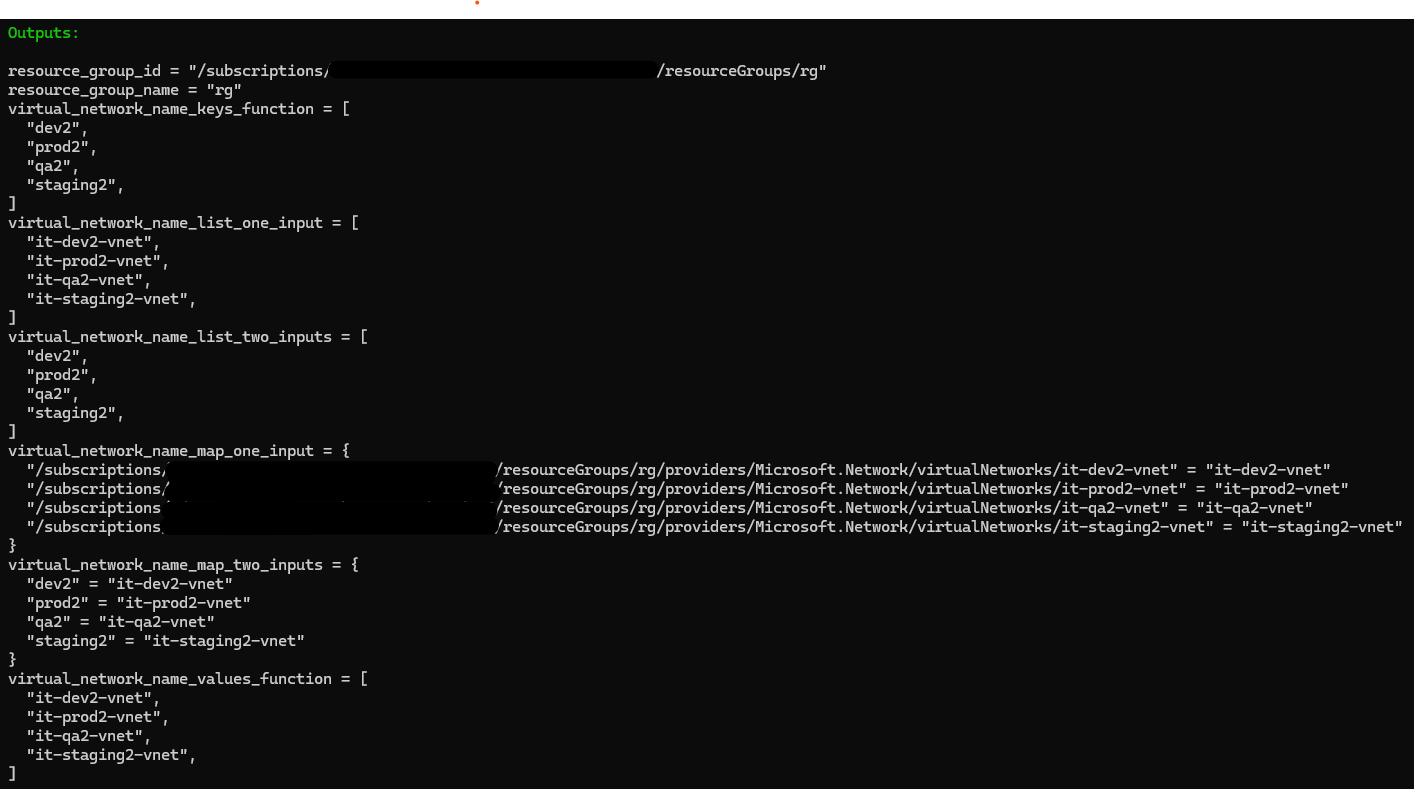 Outputs:
resource_group_id = "/subscriptions/ /resourceGroups/rg"
resource_group_name = "rg"
virtual_network_name_keys_function = [
  "dev2",
  "prod2",
  "qa2",
  "staging2",
]
virtual_network_name_list_one_input = [
  "it-dev2-vnet",
  "it-prod2-vnet",
  "it-qa2-vnet",
  "it-staging2-vnet",
]
virtual_network_name_list_two_inputs = [
  "dev2",
  "prod2",
  "qa2",
  "staging2",
]
virtual_network_name_map_one_input = {
  "/subscriptions/ /resourceGroups/rg/providers/Microsoft.Network/virtualNetworks/it-dev2-vnet" = "it-dev2-vnet"
  "/subscriptions/ /resourceGroups/rg/providers/Microsoft.Network/virtualNetworks/it-prod2-vnet" = "it-prod2-vnet"
  "/subscriptions /resourceGroups/rg/providers/Microsoft.Network/virtualNetworks/it-qa2-vnet" = "it-qa2-vnet"
  "/subscriptions /resourceGroups/rg/providers/Microsoft.Network/virtualNetworks/it-staging2-vnet" = "it-staging2-vnet"
}
virtual_network_name_map_two_inputs = {
  "dev2" = "it-dev2-vnet"
  "prod2" = "it-prod2-vnet"
  "qa2" = "it-qa2-vnet"
  "staging2" = "it-staging2-vnet"
}
virtual_network_name_values_function = [
  "it-dev2-vnet",
  "it-prod2-vnet",
  "it-qa2-vnet",
  "it-staging2-vnet",
]